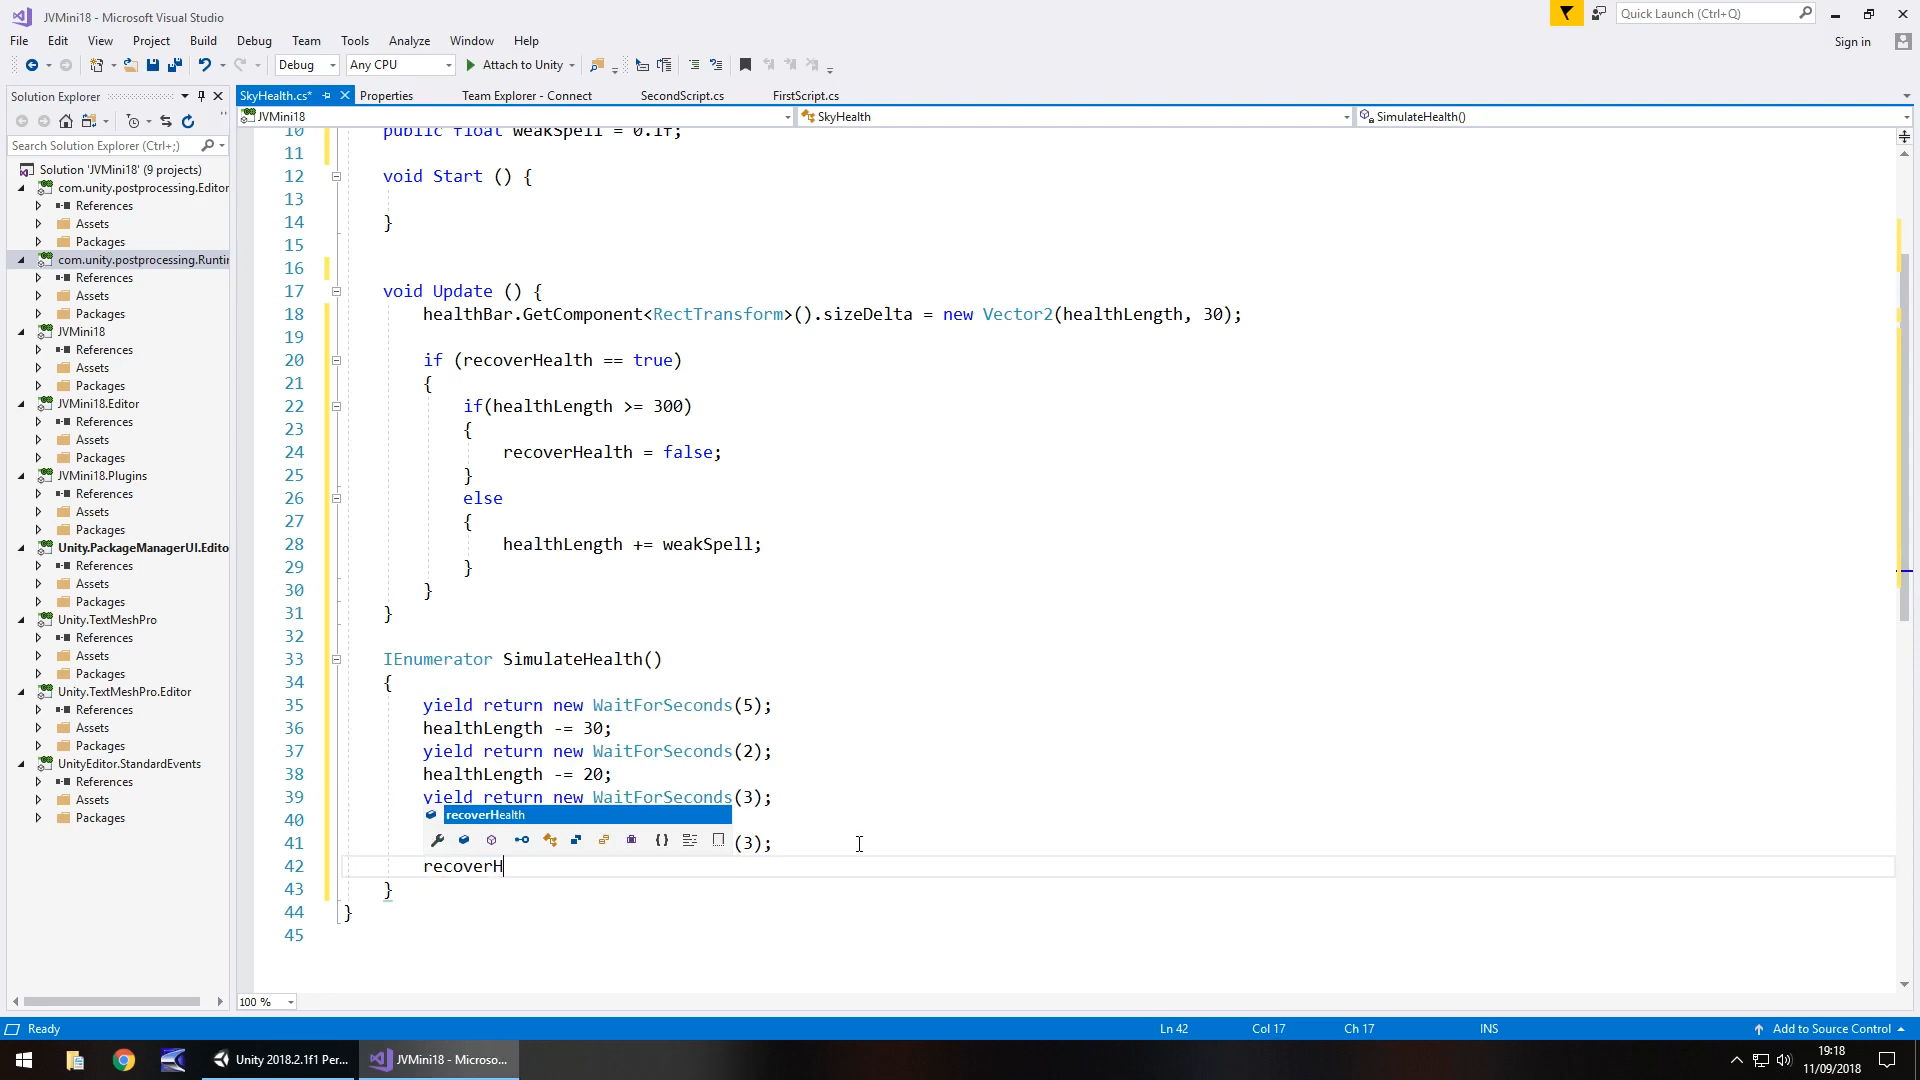 JVMini18 - Microsoft Visual Studio
Quick Launch (Ctrl+Q)
File Edit View Project Build Debug Team Tools Analyze Window Help
Sign in
Debug Any CPU Attach to Unity
Solution Explorer
SkyHealth.cs* Properties Team Explorer - Connect SecondScript.cs FirstScript.cs
JVMini18 SkyHealth SimulateHealth()
Search Solution Explorer (Ctrl+;)
Solution 'JVMini18' (9 projects)
com.unity.postprocessing.Editor
References
Assets
Packages
com.unity.postprocessing.Runtir
References
Assets
Packages
JVMini18
References
Assets
Packages
JVMini18.Editor
References
Assets
Packages
JVMini18.Plugins
References
Assets
Packages
Unity.PackageManagerUI.Edito
References
Assets
Packages
Unity.TextMeshPro
References
Assets
Packages
Unity.TextMeshPro.Editor
References
Assets
Packages
UnityEditor.StandardEvents
References
Assets
Packages
10 public float weakSpell = 0.1f;
11
12 void Start () {
13
14 }
15
16
17 void Update () {
18 healthBar.GetComponent<RectTransform>().sizeDelta = new Vector2(healthLength, 30);
19
20 if (recoverHealth == true)
21 {
22 if(healthLength >= 300)
23 {
24 recoverHealth = false;
25 }
26 else
27 {
28 healthLength += weakSpell;
29 }
30 }
31 }
32
33 IEnumerator SimulateHealth()
34 {
35 yield return new WaitForSeconds(5);
36 healthLength -= 30;
37 yield return new WaitForSeconds(2);
38 healthLength -= 20;
39 yield return new WaitForSeconds(3);
40 recoverHealth
41 (3);
42 recoverH
43 }
44 }
45
100 %
Ready Ln 42 Col 17 Ch 17 INS Add to Source Control
Unity 2018.2.1f1 Per... JVMini18 - Microso...
19:18
11/09/2018